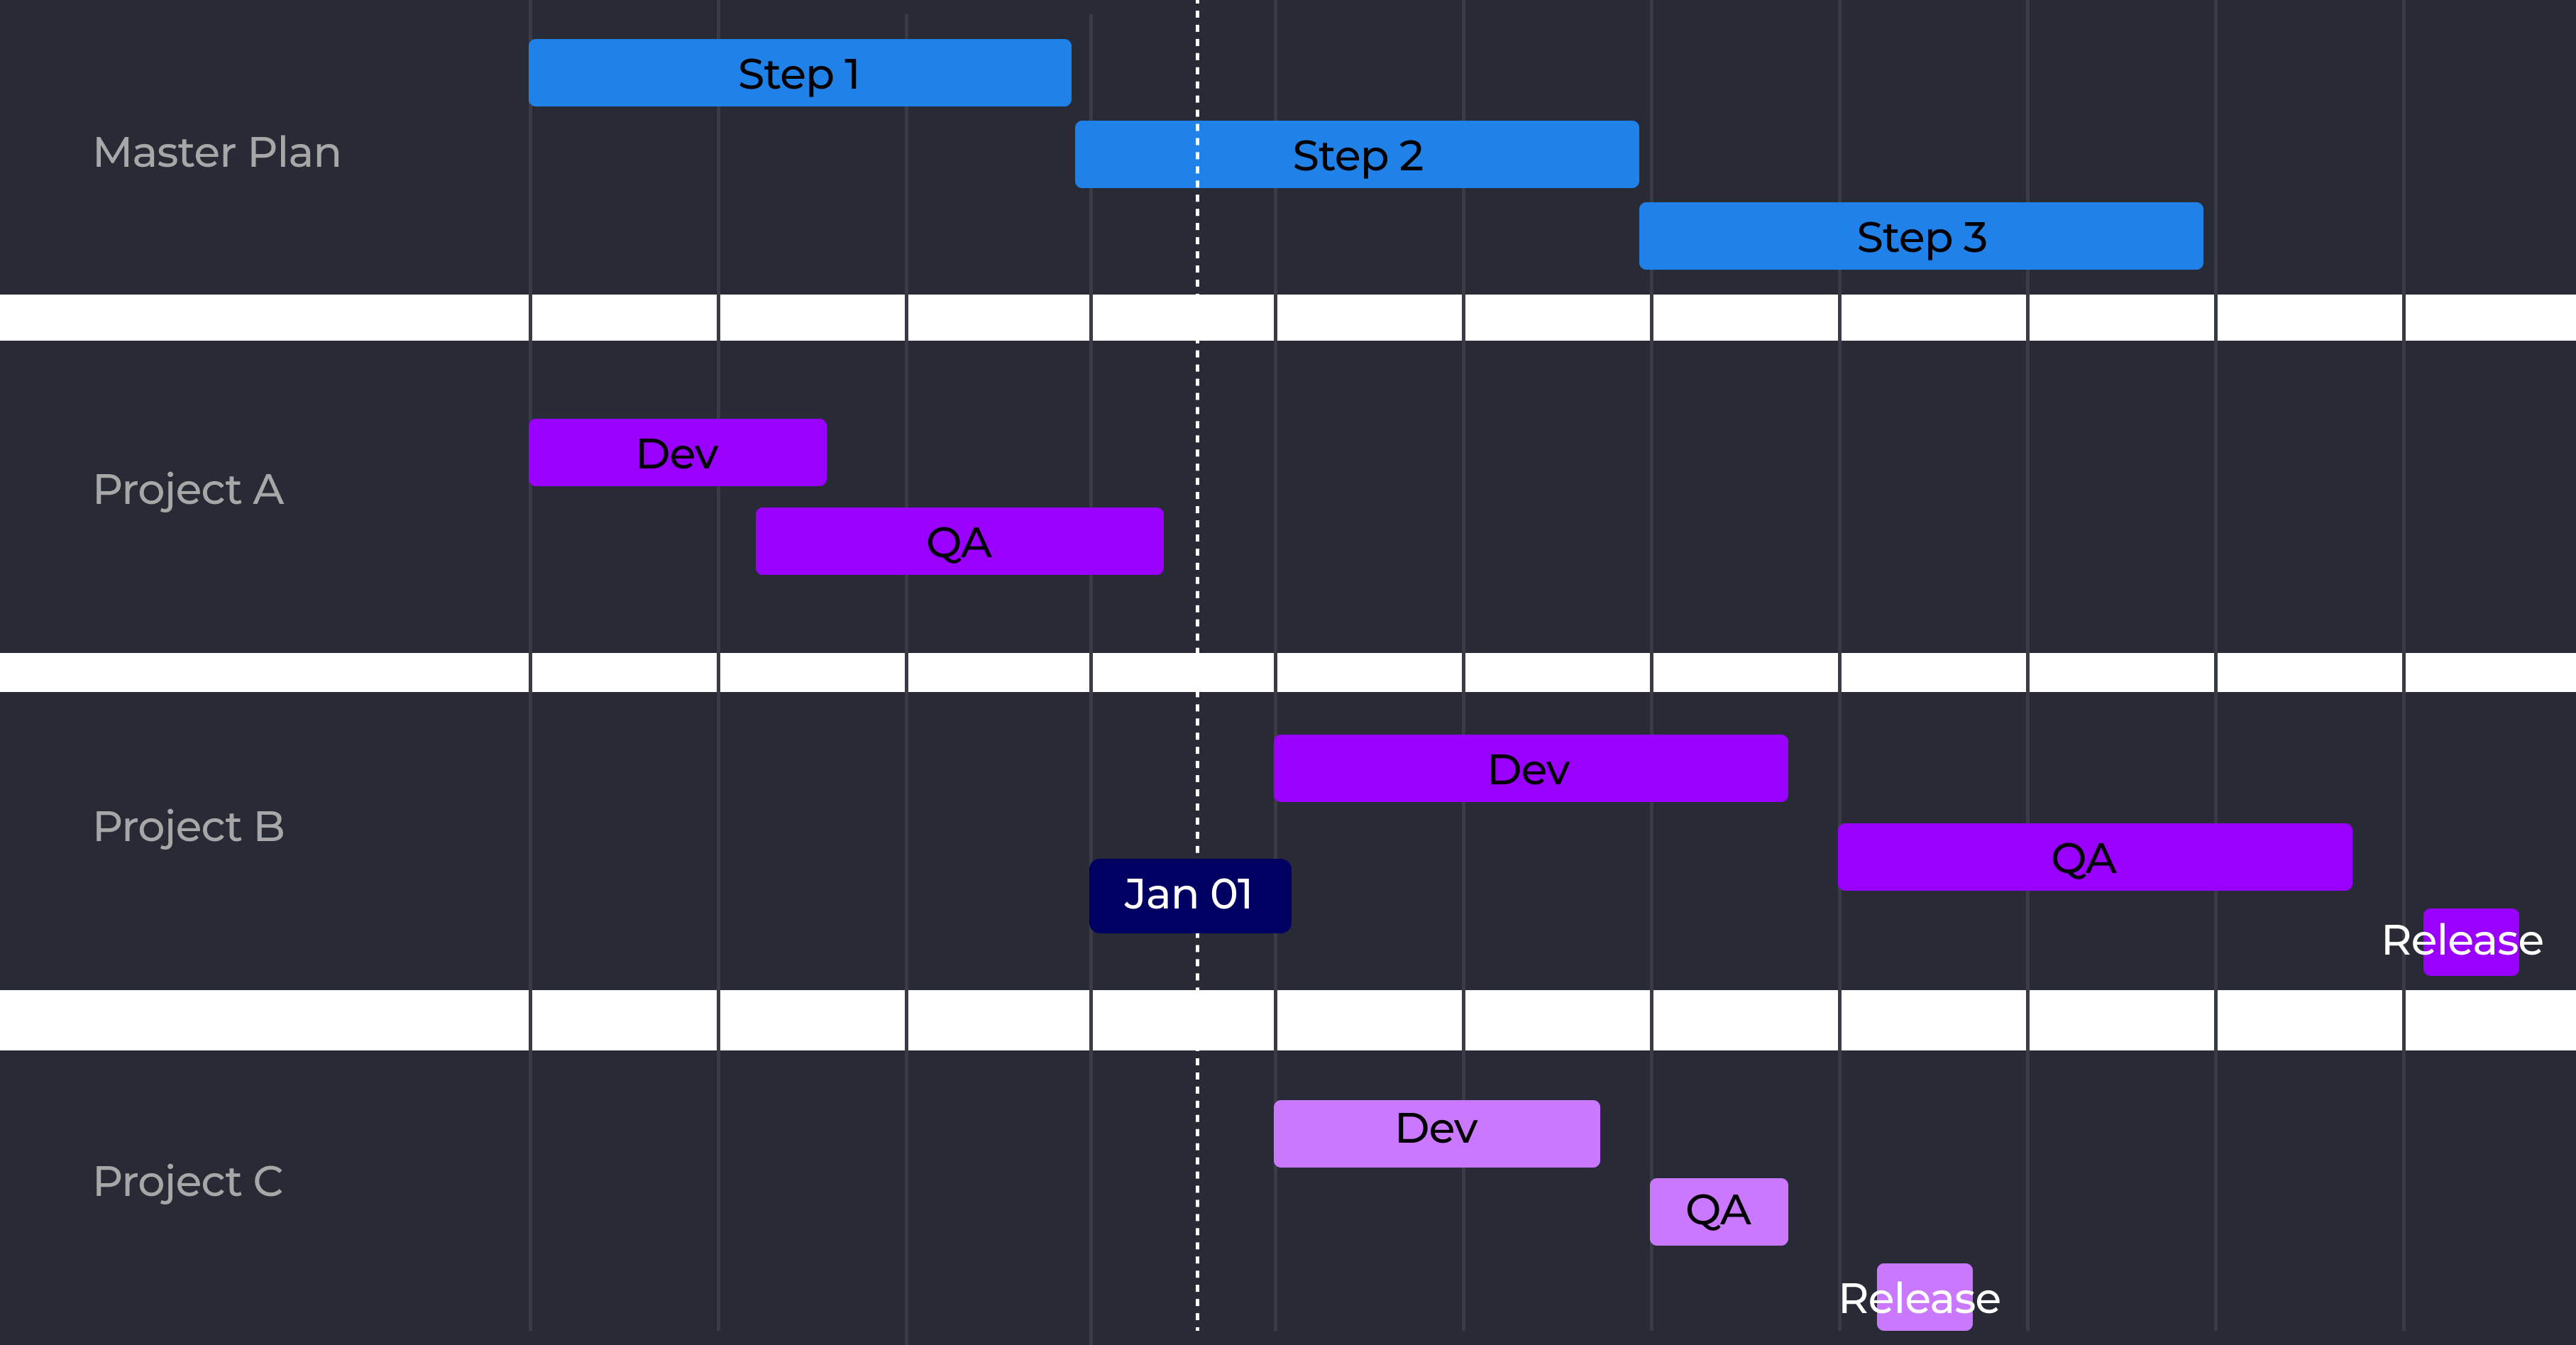 Step 1
Master Plan
Step 2
Step 3
Project A
Dev
QA
Project B
Dev
QA
Jan 01
Release
Project C
Dev
QA
Release